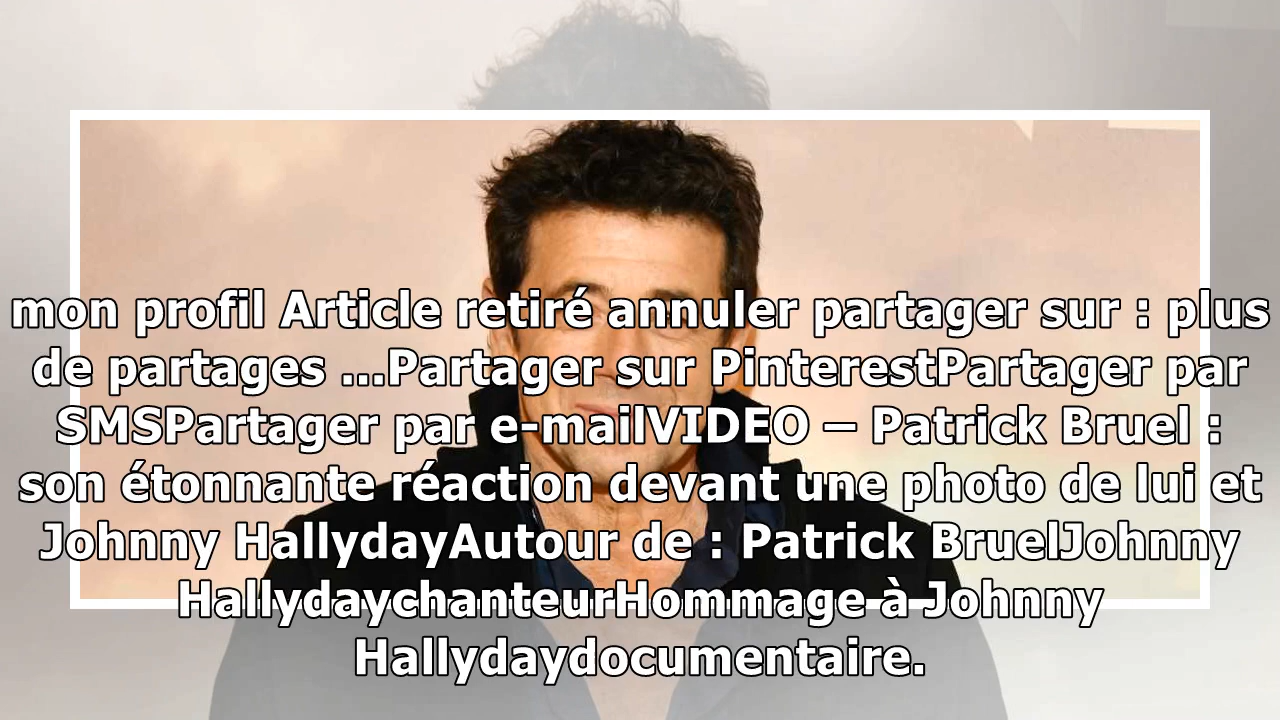 mon profil Article retiré annuler partager sur : plus
de partages ...Partager sur PinterestPartager par
SMSPartager par e-mailVIDEO – Patrick Bruel :
son étonnante réaction devant une photo de lui et
Johnny HallydayAutour de : Patrick BruelJohnny
HallydaychanteurHommage à Johnny
Hallydaydocumentaire.